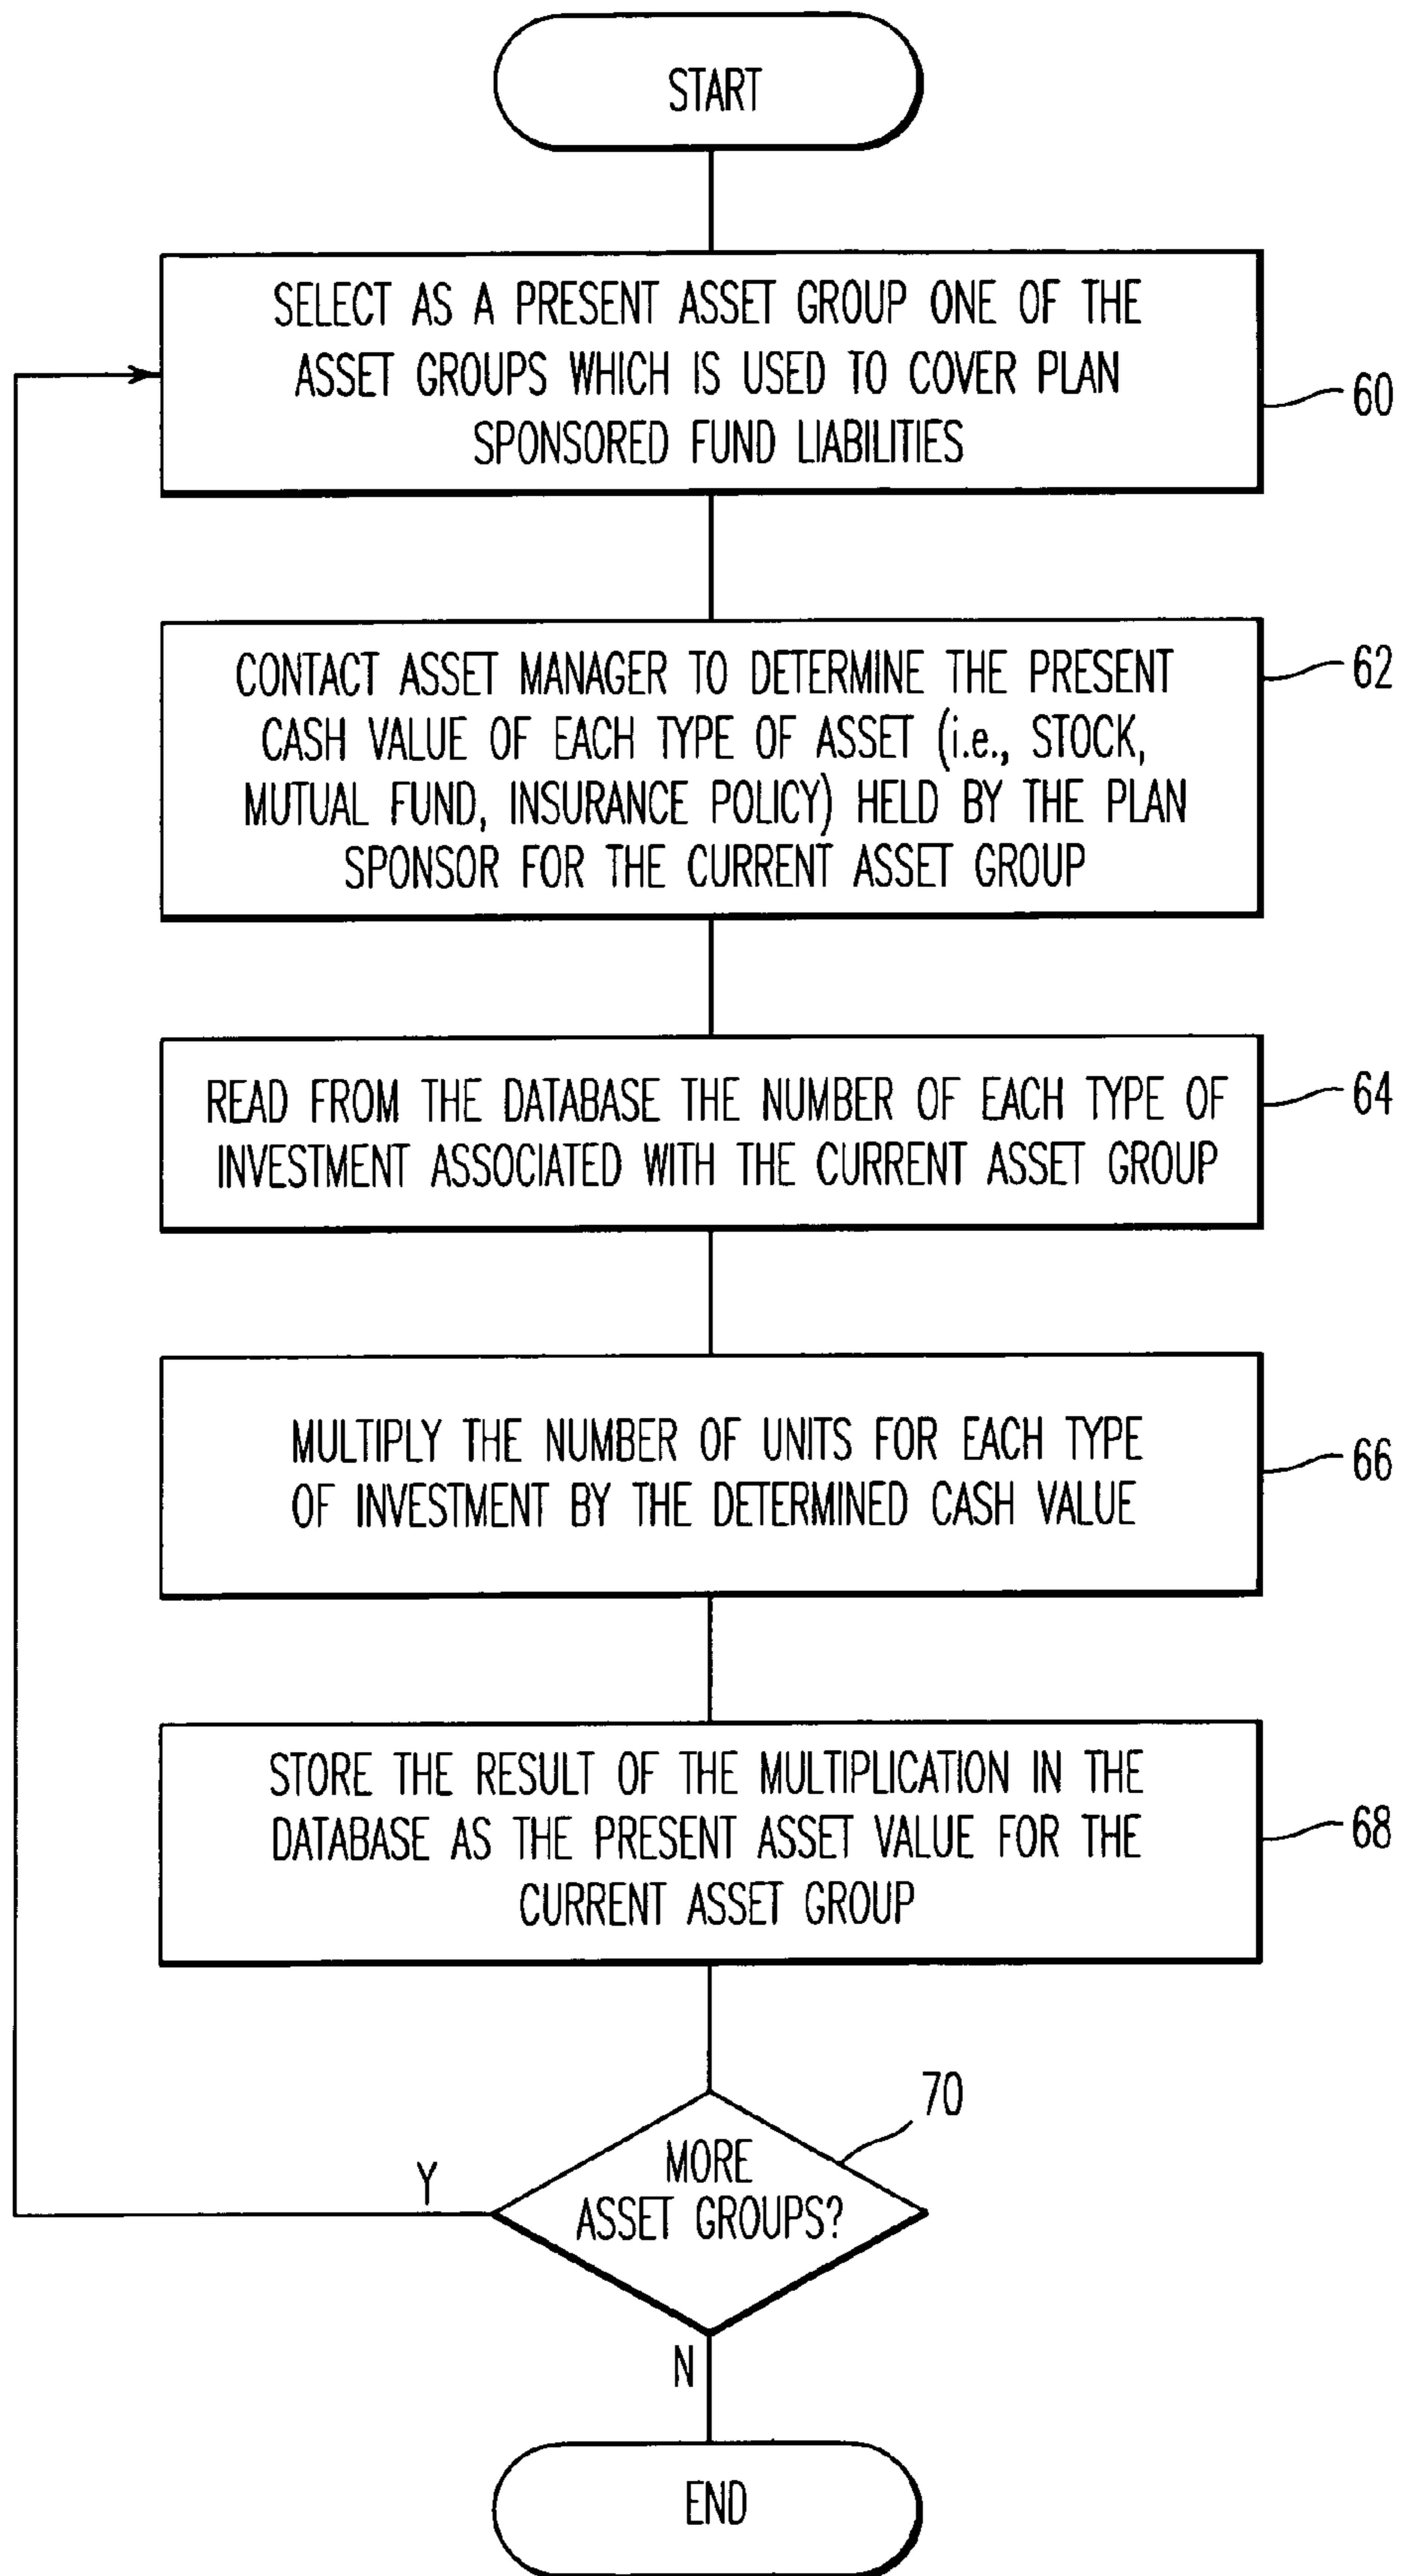 START
SELECT AS A PRESENT ASSET GROUP ONE OF THE
ASSET GROUPS WHICH IS USED TO COVER PLAN
SPONSORED FUND LIABILITIES
60
CONTACT ASSET MANAGER TO DETERMINE THE PRESENT
CASH VALUE OF EACH TYPE OF ASSET (i.e., STOCK,
MUTUAL FUND, INSURANCE POLICY) HELD BY THE PLAN
SPONSOR FOR THE CURRENT ASSET GROUP
62
READ FROM THE DATABASE THE NUMBER OF EACH TYPE OF
INVESTMENT ASSOCIATED WITH THE CURRENT ASSET GROUP
64
MULTIPLY THE NUMBER OF UNITS FOR EACH TYPE
OF INVESTMENT BY THE DETERMINED CASH VALUE
66
STORE THE RESULT OF THE MULTIPLICATION IN THE
DATABASE AS THE PRESENT ASSET VALUE FOR THE
CURRENT ASSET GROUP
68
70
MORE
ASSET GROUPS?
Y
N
END